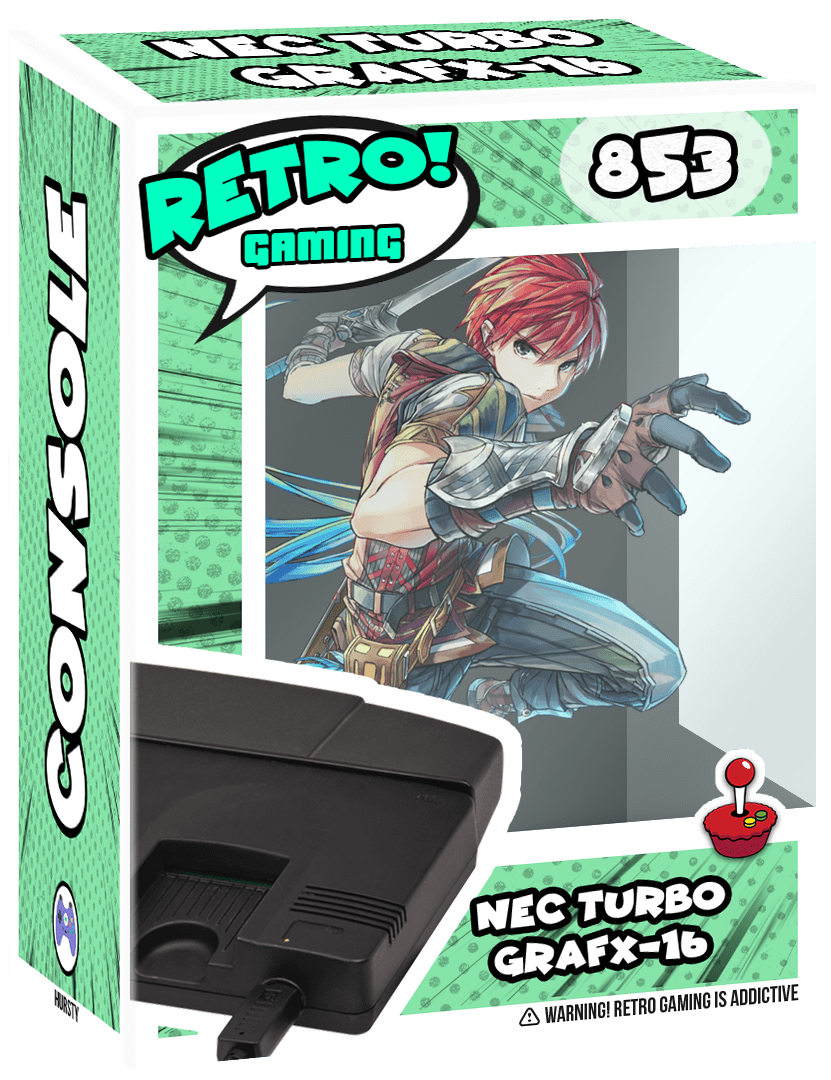 NEC TURBO
GRAFX-16
RETRO!
GAMING
853
CONSOLE
NEC TURBO
GRAFX-16
WARNING! RETRO GAMING IS ADDICTIVE
HURSTY